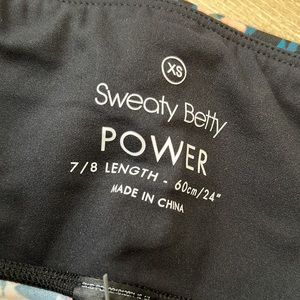 XS
Sweaty Betty
POWER
7/8 LENGTH - 60cm/24"
MADE IN CHINA